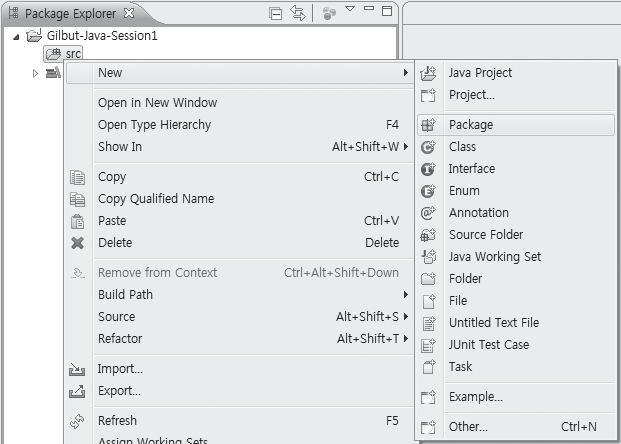 Package Explorer
Gilbut-Java-Session1
src
New
Open in New Window
Open Type Hierarchy F4
Show In Alt+Shift+W
Copy Ctrl+C
Copy Qualified Name
Paste Ctrl+V
Delete Delete
Remove from Context Ctrl+Alt+Shift+Down
Build Path
Source Alt+Shift+S
Refactor Alt+Shift+T
Import...
Export...
Refresh F5
Assign Working Sets
Java Project
Project...
Package
Class
Interface
Enum
Annotation
Source Folder
Java Working Set
Folder
File
Untitled Text File
JUnit Test Case
Task
Example...
Other... Ctrl+N